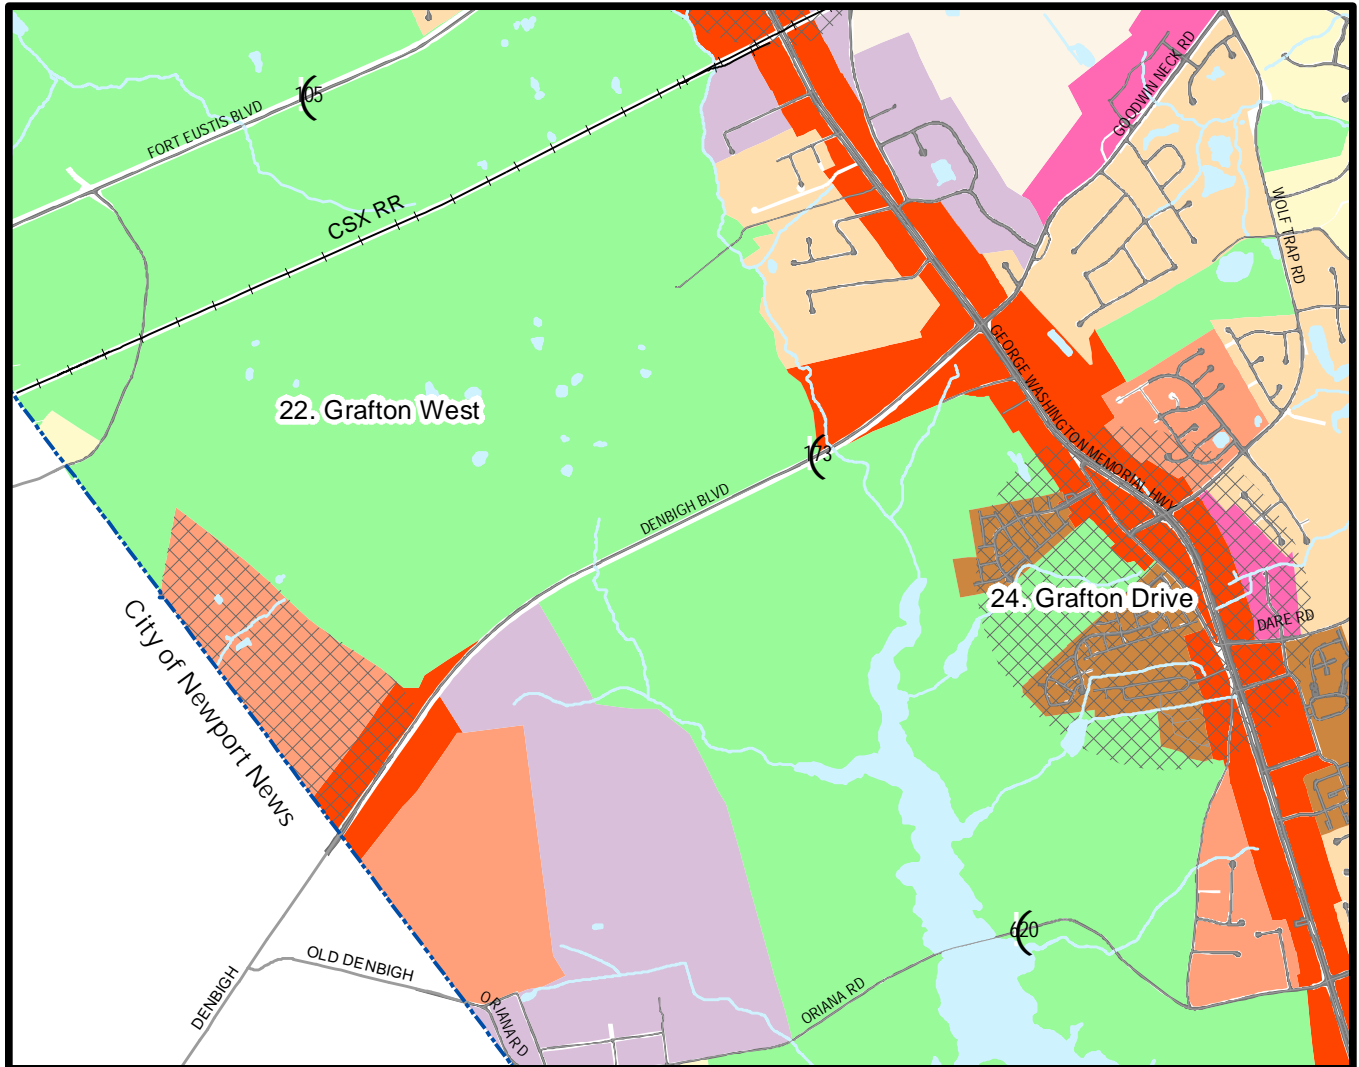 105
FORT EUSTIS BLVD
CSX RR
GOODWIN NECK RD
WOLF TRAP RD
GEORGE WASHINGTON MEMORIAL HWY
22. Grafton West
173
DENBIGH BLVD
24. Grafton Drive
DARE RD
City of Newport News
620
ORIANA RD
OLD DENBIGH
DENBIGH
ORIANA RD